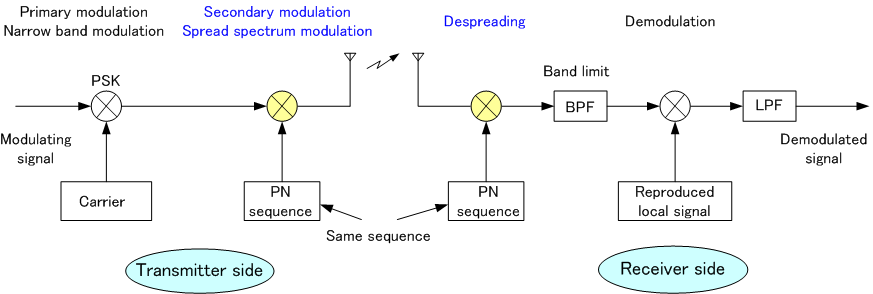 Primary modulation
Narrow band modulation
Secondary modulation
Spread spectrum modulation
Despreading
Demodulation
PSK
Band limit
BPF
LPF
Modulating
signal
Demodulated
signal
Carrier
PN
sequence
PN
sequence
Reproduced
local signal
Same sequence
Transmitter side
Receiver side